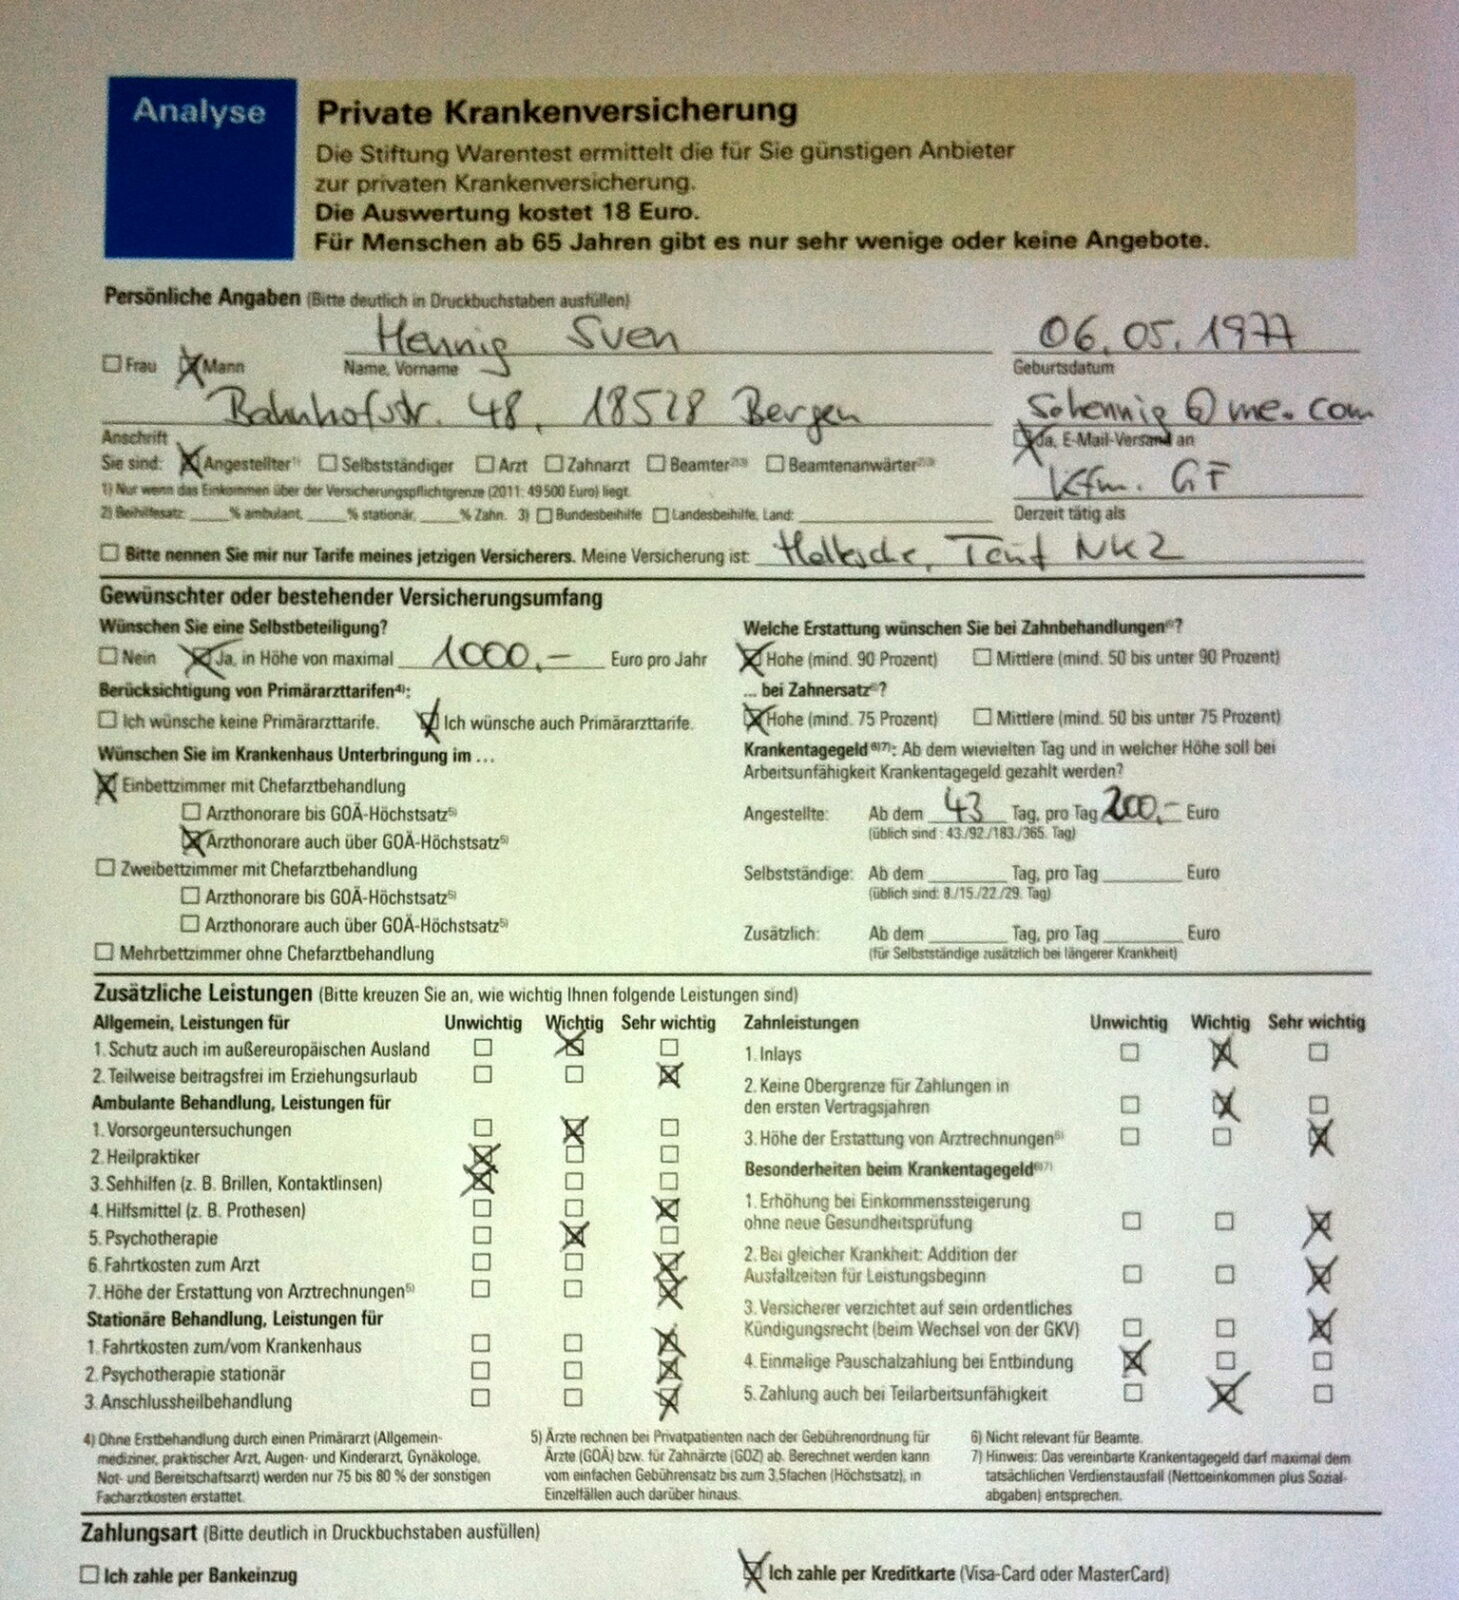 Analyse
Private Krankenversicherung
Die Stiftung Warentest ermittelt die für Sie günstigen Anbieter
zur privaten Krankenversicherung.
Die Auswertung kostet 18 Euro.
Für Menschen ab 65 Jahren gibt es nur sehr wenige oder keine Angebote.
Persönliche Angaben (Bitte deutlich in Druckbuchstaben ausfüllen)
Hennig Sven 06.05.1977
Frau Mann Name, Vorname Geburtsdatum
Bahnhofstr. 48, 18528 Bergen Sohennig@me.com
Anschrift Ja, E-Mail-Versand an
Sie sind: Angestellter¹⁾ Selbstständiger Arzt Zahnarzt Beamter²⁾³⁾ Beamtenanwärter²⁾³⁾
Kfm. GF
1) Nur wenn das Einkommen über der Versicherungspflichtgrenze (2011: 49500 Euro) liegt.
2) Beihilfesatz: % ambulant, % stationär, % Zahn. 3) Bundesbeihilfe Landesbeihilfe, Land: Derzeit tätig als
Bitte nennen Sie mir nur Tarife meines jetzigen Versicherers. Meine Versicherung ist: Tarif NK2
Gewünschter oder bestehender Versicherungsumfang
Wünschen Sie eine Selbstbeteiligung?
Nein Ja, in Höhe von maximal 1000,- Euro pro Jahr
Berücksichtigung von Primärarzttarifen⁴⁾:
Ich wünsche keine Primärarzttarife. Ich wünsche auch Primärarzttarife.
Wünschen Sie im Krankenhaus Unterbringung im ...
Einbettzimmer mit Chefarztbehandlung
Arzthonorare bis GOÄ-Höchstsatz⁵⁾
Arzthonorare auch über GOÄ-Höchstsatz⁵⁾
Zweibettzimmer mit Chefarztbehandlung
Arzthonorare bis GOÄ-Höchstsatz⁵⁾
Arzthonorare auch über GOÄ-Höchstsatz⁵⁾
Mehrbettzimmer ohne Chefarztbehandlung
Welche Erstattung wünschen Sie bei Zahnbehandlungen⁶⁾?
Hohe (mind. 90 Prozent) Mittlere (mind. 50 bis unter 90 Prozent)
... bei Zahnersatz⁶⁾?
Hohe (mind. 75 Prozent) Mittlere (mind. 50 bis unter 75 Prozent)
Krankentagegeld⁶⁾⁷⁾: Ab dem wievielten Tag und in welcher Höhe soll bei
Arbeitsunfähigkeit Krankentagegeld gezahlt werden?
Angestellte: Ab dem 43 Tag, pro Tag 200,- Euro
(üblich sind: 43./92./183./365. Tag)
Selbstständige: Ab dem Tag, pro Tag Euro
(üblich sind: 8./15./22./29. Tag)
Zusätzlich: Ab dem Tag, pro Tag Euro
(für Selbstständige zusätzlich bei längerer Krankheit)
Zusätzliche Leistungen (Bitte kreuzen Sie an, wie wichtig Ihnen folgende Leistungen sind)
Allgemein, Leistungen für Unwichtig Wichtig Sehr wichtig
1. Schutz auch im außereuropäischen Ausland
2. Teilweise beitragsfrei im Erziehungsurlaub
Ambulante Behandlung, Leistungen für
1. Vorsorgeuntersuchungen
2. Heilpraktiker
3. Sehhilfen (z. B. Brillen, Kontaktlinsen)
4. Hilfsmittel (z. B. Prothesen)
5. Psychotherapie
6. Fahrtkosten zum Arzt
7. Höhe der Erstattung von Arztrechnungen⁵⁾
Stationäre Behandlung, Leistungen für
1. Fahrtkosten zum/vom Krankenhaus
2. Psychotherapie stationär
3. Anschlussheilbehandlung
Zahnleistungen Unwichtig Wichtig Sehr wichtig
1. Inlays
2. Keine Obergrenze für Zahlungen in
den ersten Vertragsjahren
3. Höhe der Erstattung von Arztrechnungen⁵⁾
Besonderheiten beim Krankentagegeld⁶⁾⁷⁾
1. Erhöhung bei Einkommenssteigerung
ohne neue Gesundheitsprüfung
2. Bei gleicher Krankheit: Addition der
Ausfallzeiten für Leistungsbeginn
3. Versicherer verzichtet auf sein ordentliches
Kündigungsrecht (beim Wechsel von der GKV)
4. Einmalige Pauschalzahlung bei Entbindung
5. Zahlung auch bei Teilarbeitsunfähigkeit
4) Ohne Erstbehandlung durch einen Primärarzt (Allgemein-
mediziner, praktischer Arzt, Augen- und Kinderarzt, Gynäkologe,
Not- und Bereitschaftsarzt) werden nur 75 bis 80 % der sonstigen
Facharztkosten erstattet.
5) Ärzte rechnen bei Privatpatienten nach der Gebührenordnung für
Ärzte (GOÄ) bzw. für Zahnärzte (GOZ) ab. Berechnet werden kann
vom einfachen Gebührensatz bis zum 3,5fachen (Höchstsatz), in
Einzelfällen auch darüber hinaus.
6) Nicht relevant für Beamte.
7) Hinweis: Das vereinbarte Krankentagegeld darf maximal dem
tatsächlichen Verdienstausfall (Nettoeinkommen plus Sozial-
abgaben) entsprechen.
Zahlungsart (Bitte deutlich in Druckbuchstaben ausfüllen)
Ich zahle per Bankeinzug Ich zahle per Kreditkarte (Visa-Card oder MasterCard)